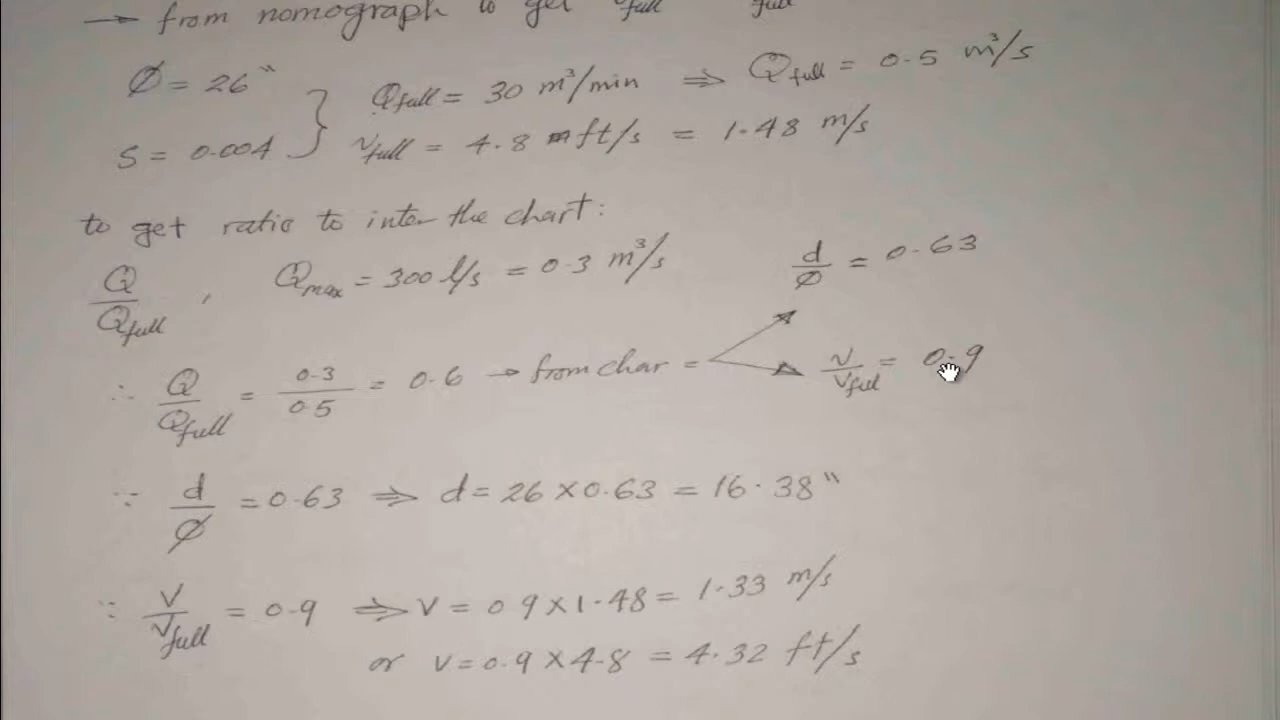 → from nomograph to get full full
Ø = 26" } Qfull = 30 m³/min ⇒ Qfull = 0.5 m³/s
S = 0.004 Vfull = 4.8 ft/s = 1.48 m/s
to get ratio to inter the chart:
Q/Qfull , Qmax = 300 l/s = 0.3 m³/s
d/Ø = 0.63
∴ Q/Qfull = 0.3/0.5 = 0.6 → from char = V/Vfull = 0.9
∵ d/Ø = 0.63 ⇒ d = 26 × 0.63 = 16.38"
∵ V/Vfull = 0.9 ⇒ V = 0.9 × 1.48 = 1.33 m/s
or V = 0.9 × 4.8 = 4.32 ft/s